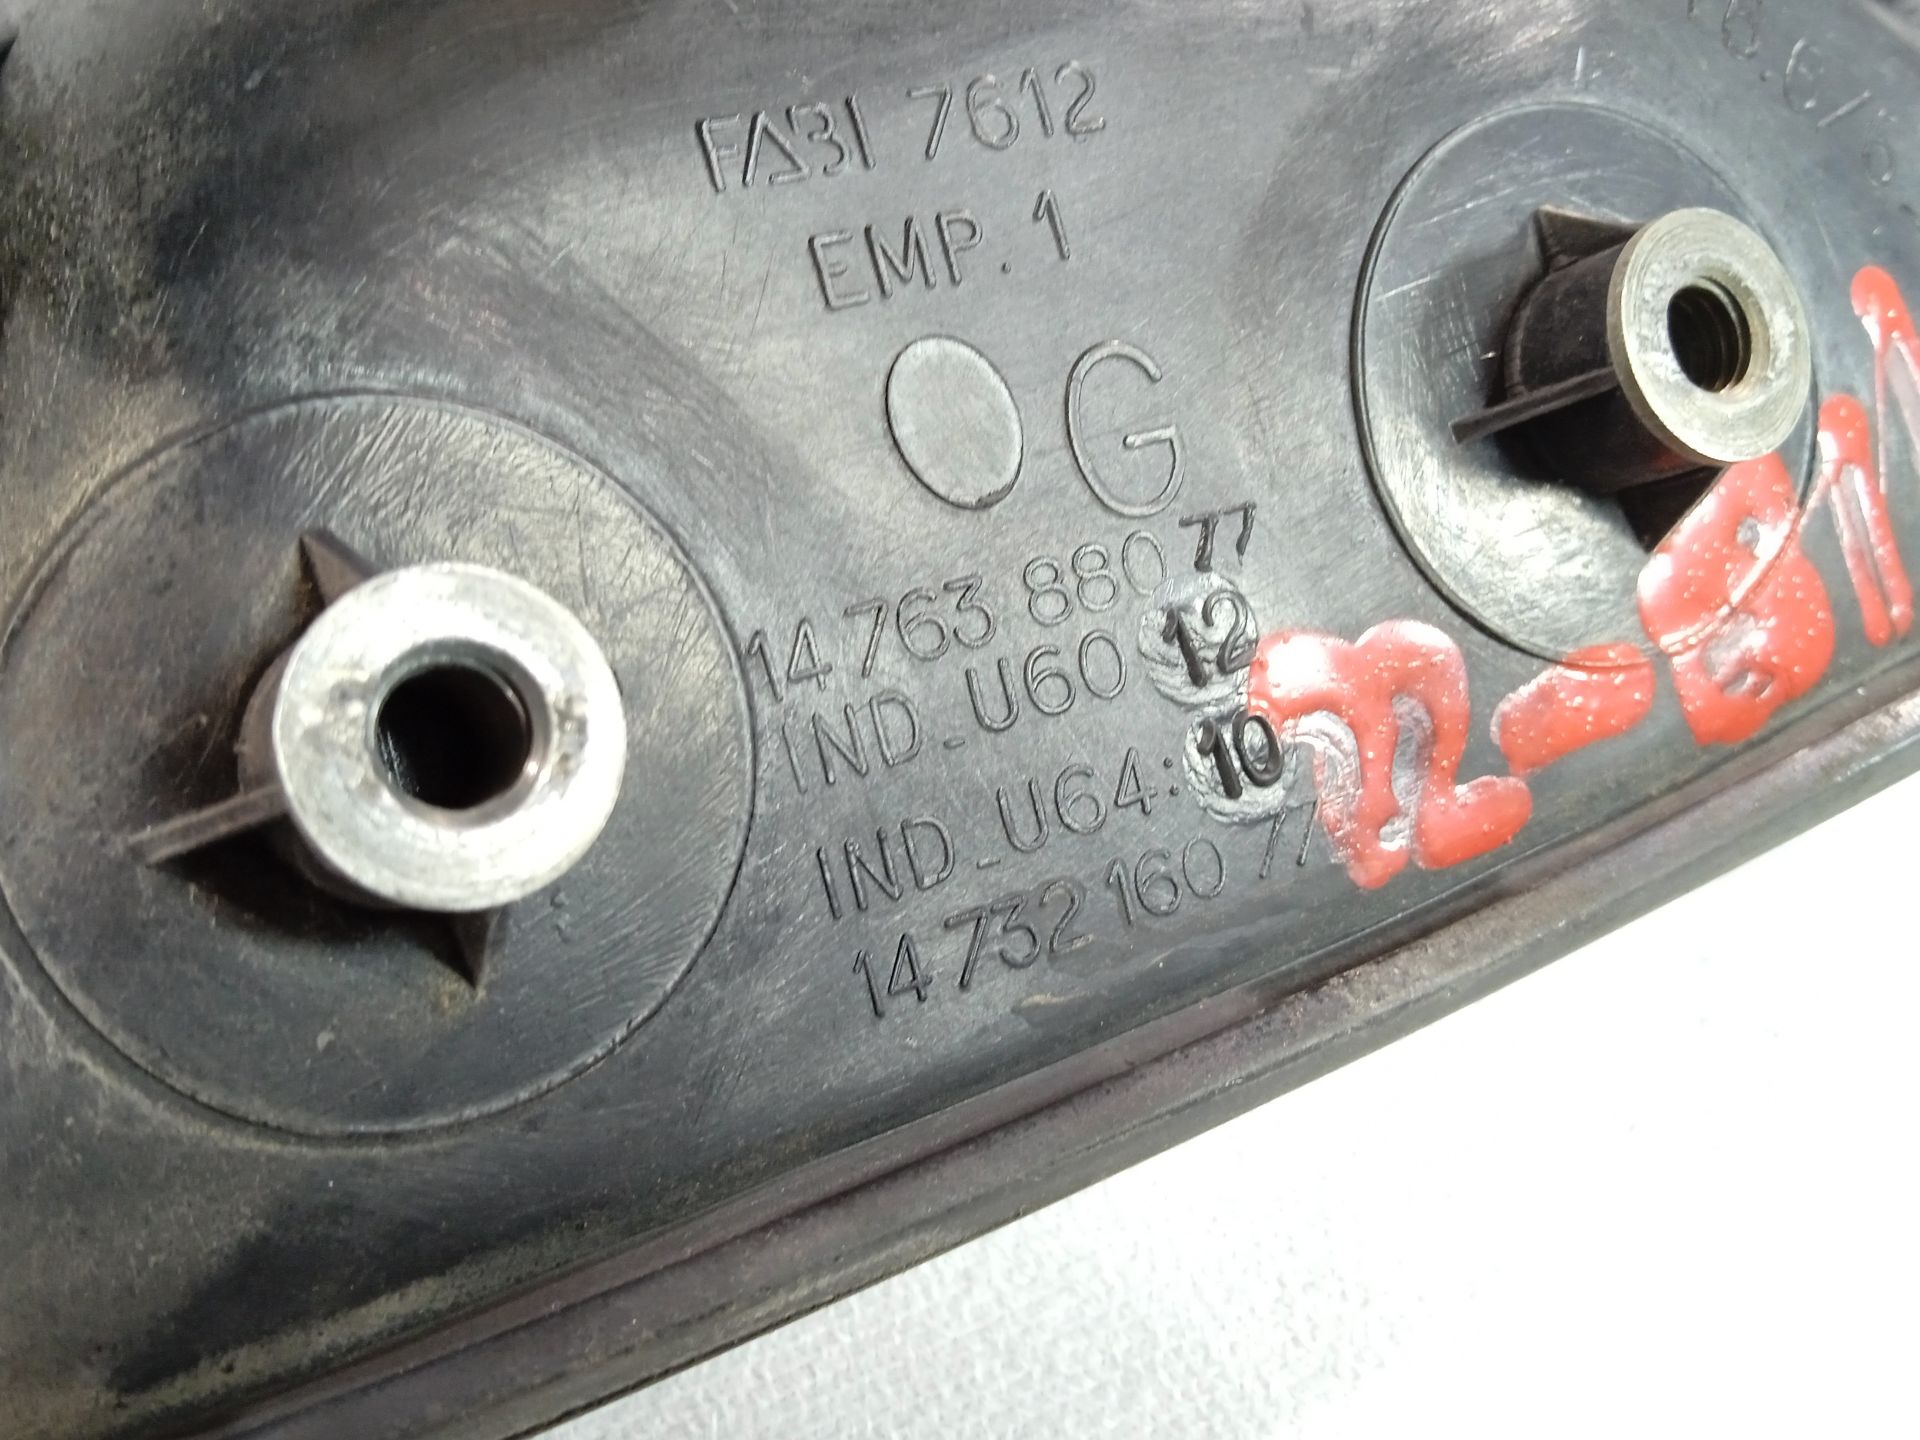 FABI 7612
EMP. 1
G
14 763 880 77
IND_U60 12
IND_U64: 10
14 732 160 77